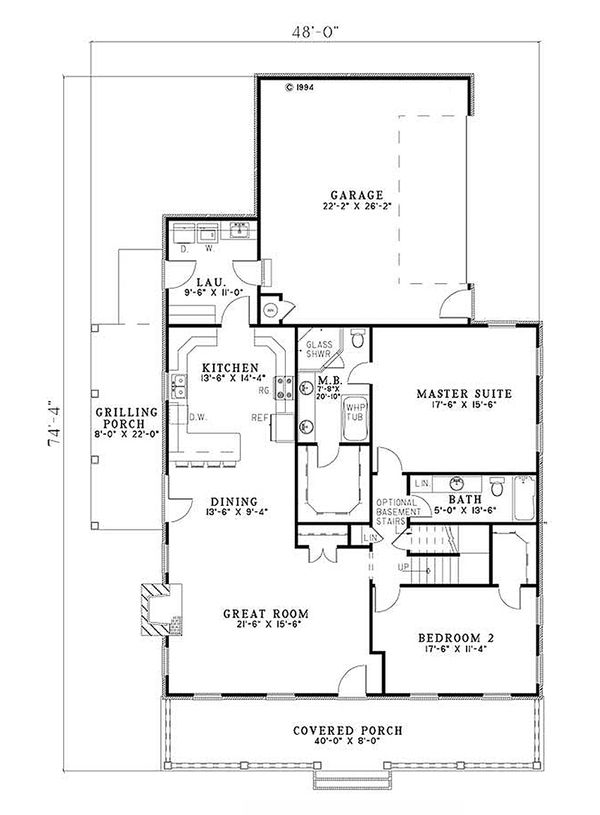 48'-0"
© 1994
GARAGE
22'-2" X 26'-2"
D.
W.
LAU.
9'-6" X 11'-0"
WH
GLASS
SHWR
KITCHEN
13'-6" X 14'-4"
M.B.
7'-8"X
20'-10"
RG
MASTER SUITE
17'-6" X 15'-6"
GRILLING
PORCH
8'-0" X 22'-0"
D.W.
REF
WHP
TUB
74'-4"
LIN
BATH
5'-0" X 13'-6"
DINING
13'-6" X 9'-4"
OPTIONAL
BASEMENT
STAIRS
LIN
UP
GREAT ROOM
21'-6" X 15'-6"
BEDROOM 2
17'-6" X 11'-4"
COVERED PORCH
40'-0" X 8'-0"